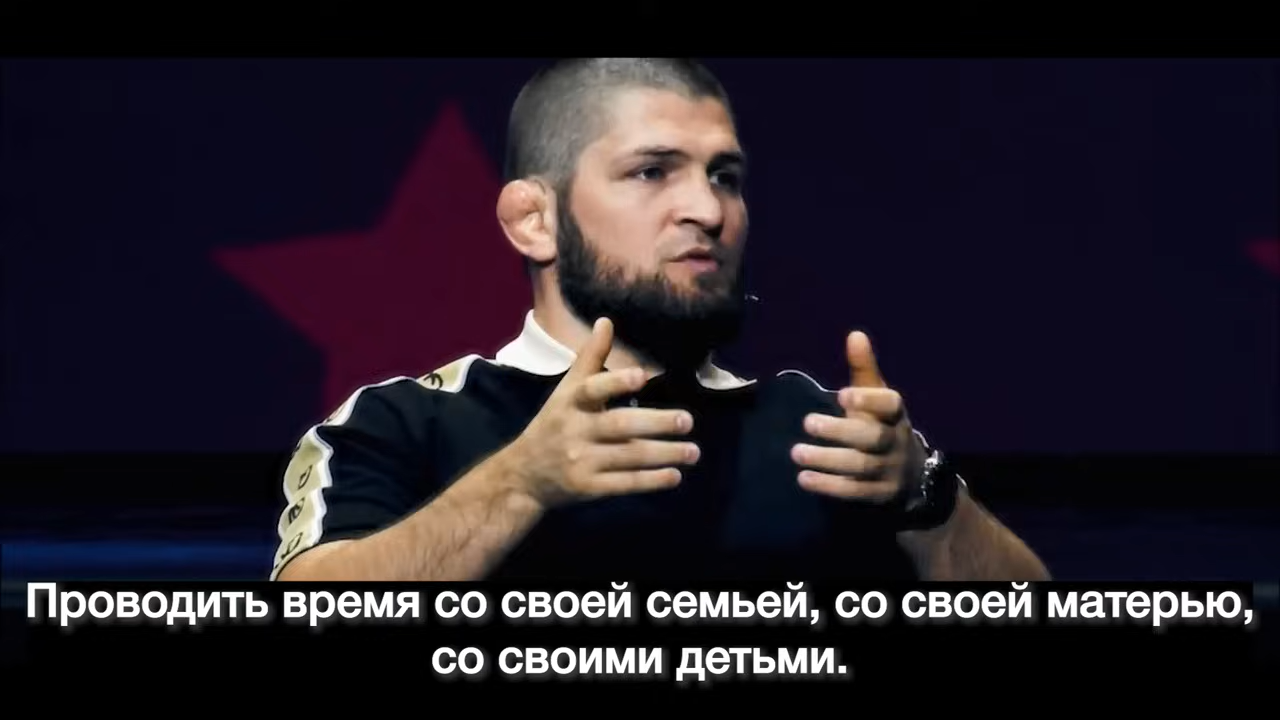 Проводить время со своей семьей, со своей матерью,
со своими детьми.